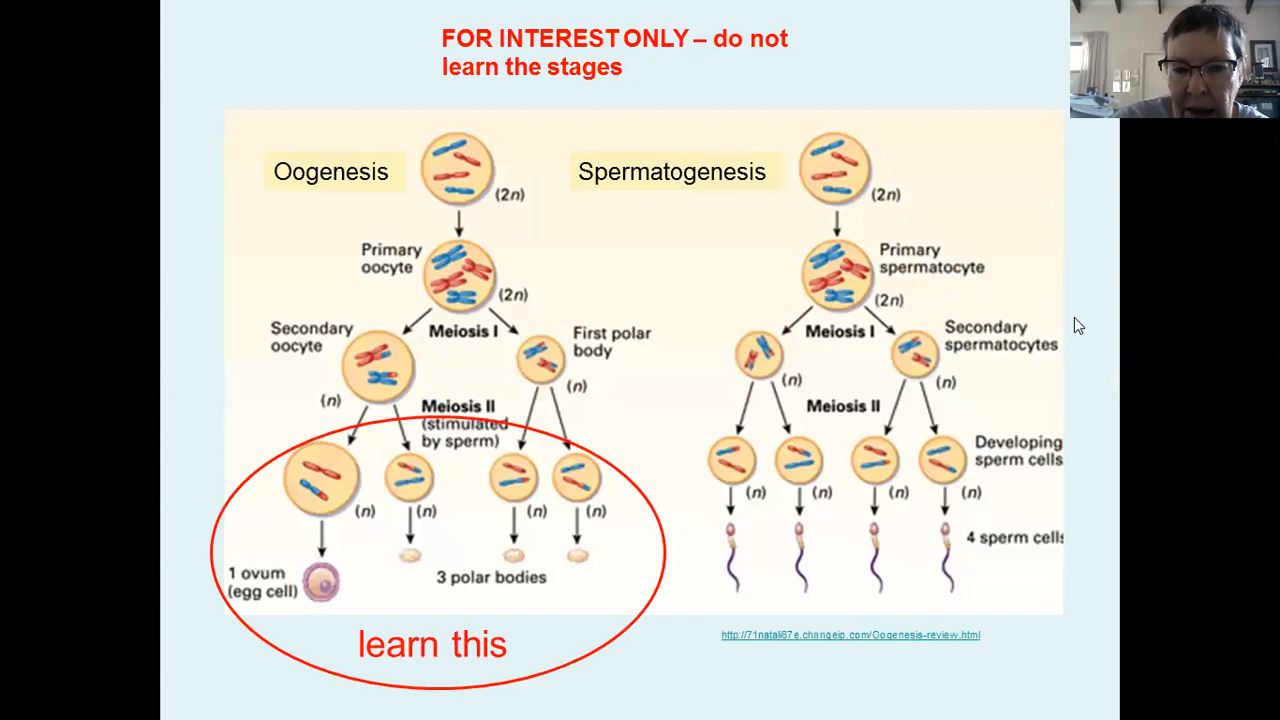 FOR INTEREST ONLY – do not
learn the stages
Oogenesis
(2n)
Primary
oocyte
(2n)
Meiosis I
Secondary
oocyte
First polar
body
(n)
(n)
Meiosis II
(stimulated
by sperm)
(n)
(n)
(n)
(n)
1 ovum
(egg cell)
3 polar bodies
learn this
Spermatogenesis
(2n)
Primary
spermatocyte
(2n)
Meiosis I
Secondary
spermatocytes
(n)
(n)
Meiosis II
Developing
sperm cells
(n)
(n)
(n)
(n)
4 sperm cells
http://71natali87e.changeip.com/Oogenesis-review.html